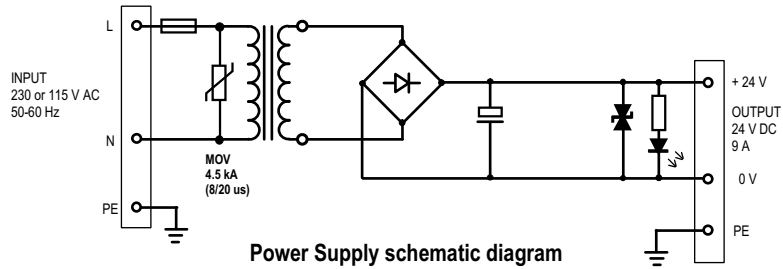 L
INPUT
230 or 115 V AC
50-60 Hz
N
MOV
4.5 kA
(8/20 us)
PE
+ 24 V
OUTPUT
24 V DC
9 A
0 V
PE
Power Supply schematic diagram